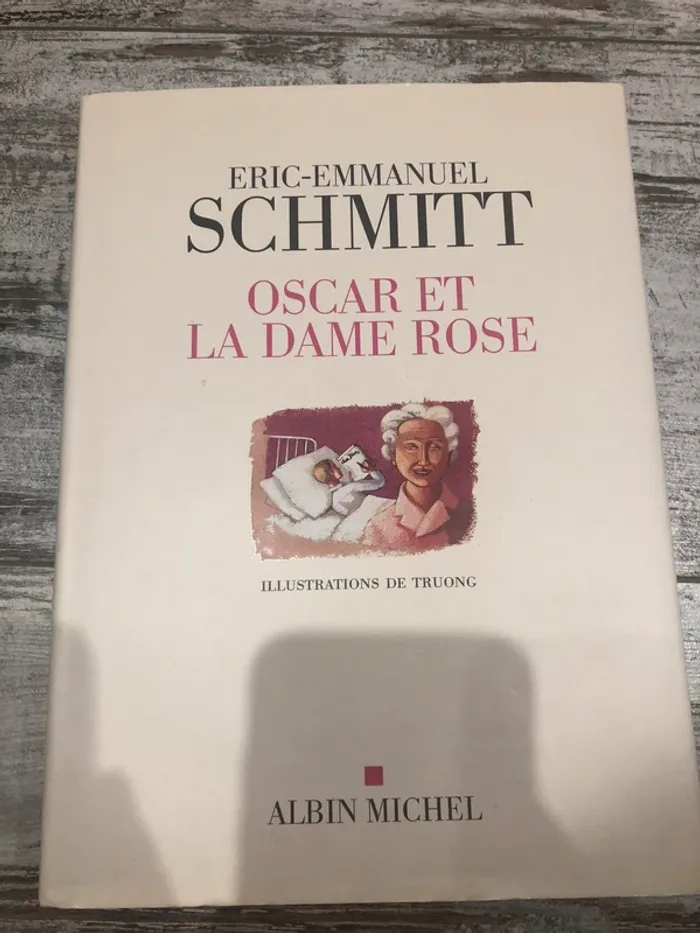 ERIC-EMMANUEL
SCHMITT
OSCAR ET
LA DAME ROSE
ILLUSTRATIONS DE TRUONG
ALBIN MICHEL